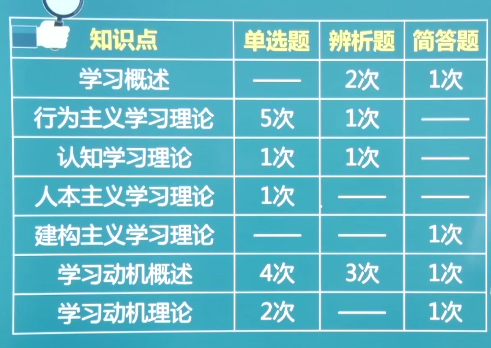 知识点 单选题 辨析题 简答题
学习概述 —— 2次 1次
行为主义学习理论 5次 1次 ——
认知学习理论 1次 1次 ——
人本主义学习理论 1次 —— ——
建构主义学习理论 —— —— 1次
学习动机概述 4次 3次 1次
学习动机理论 2次 —— 1次